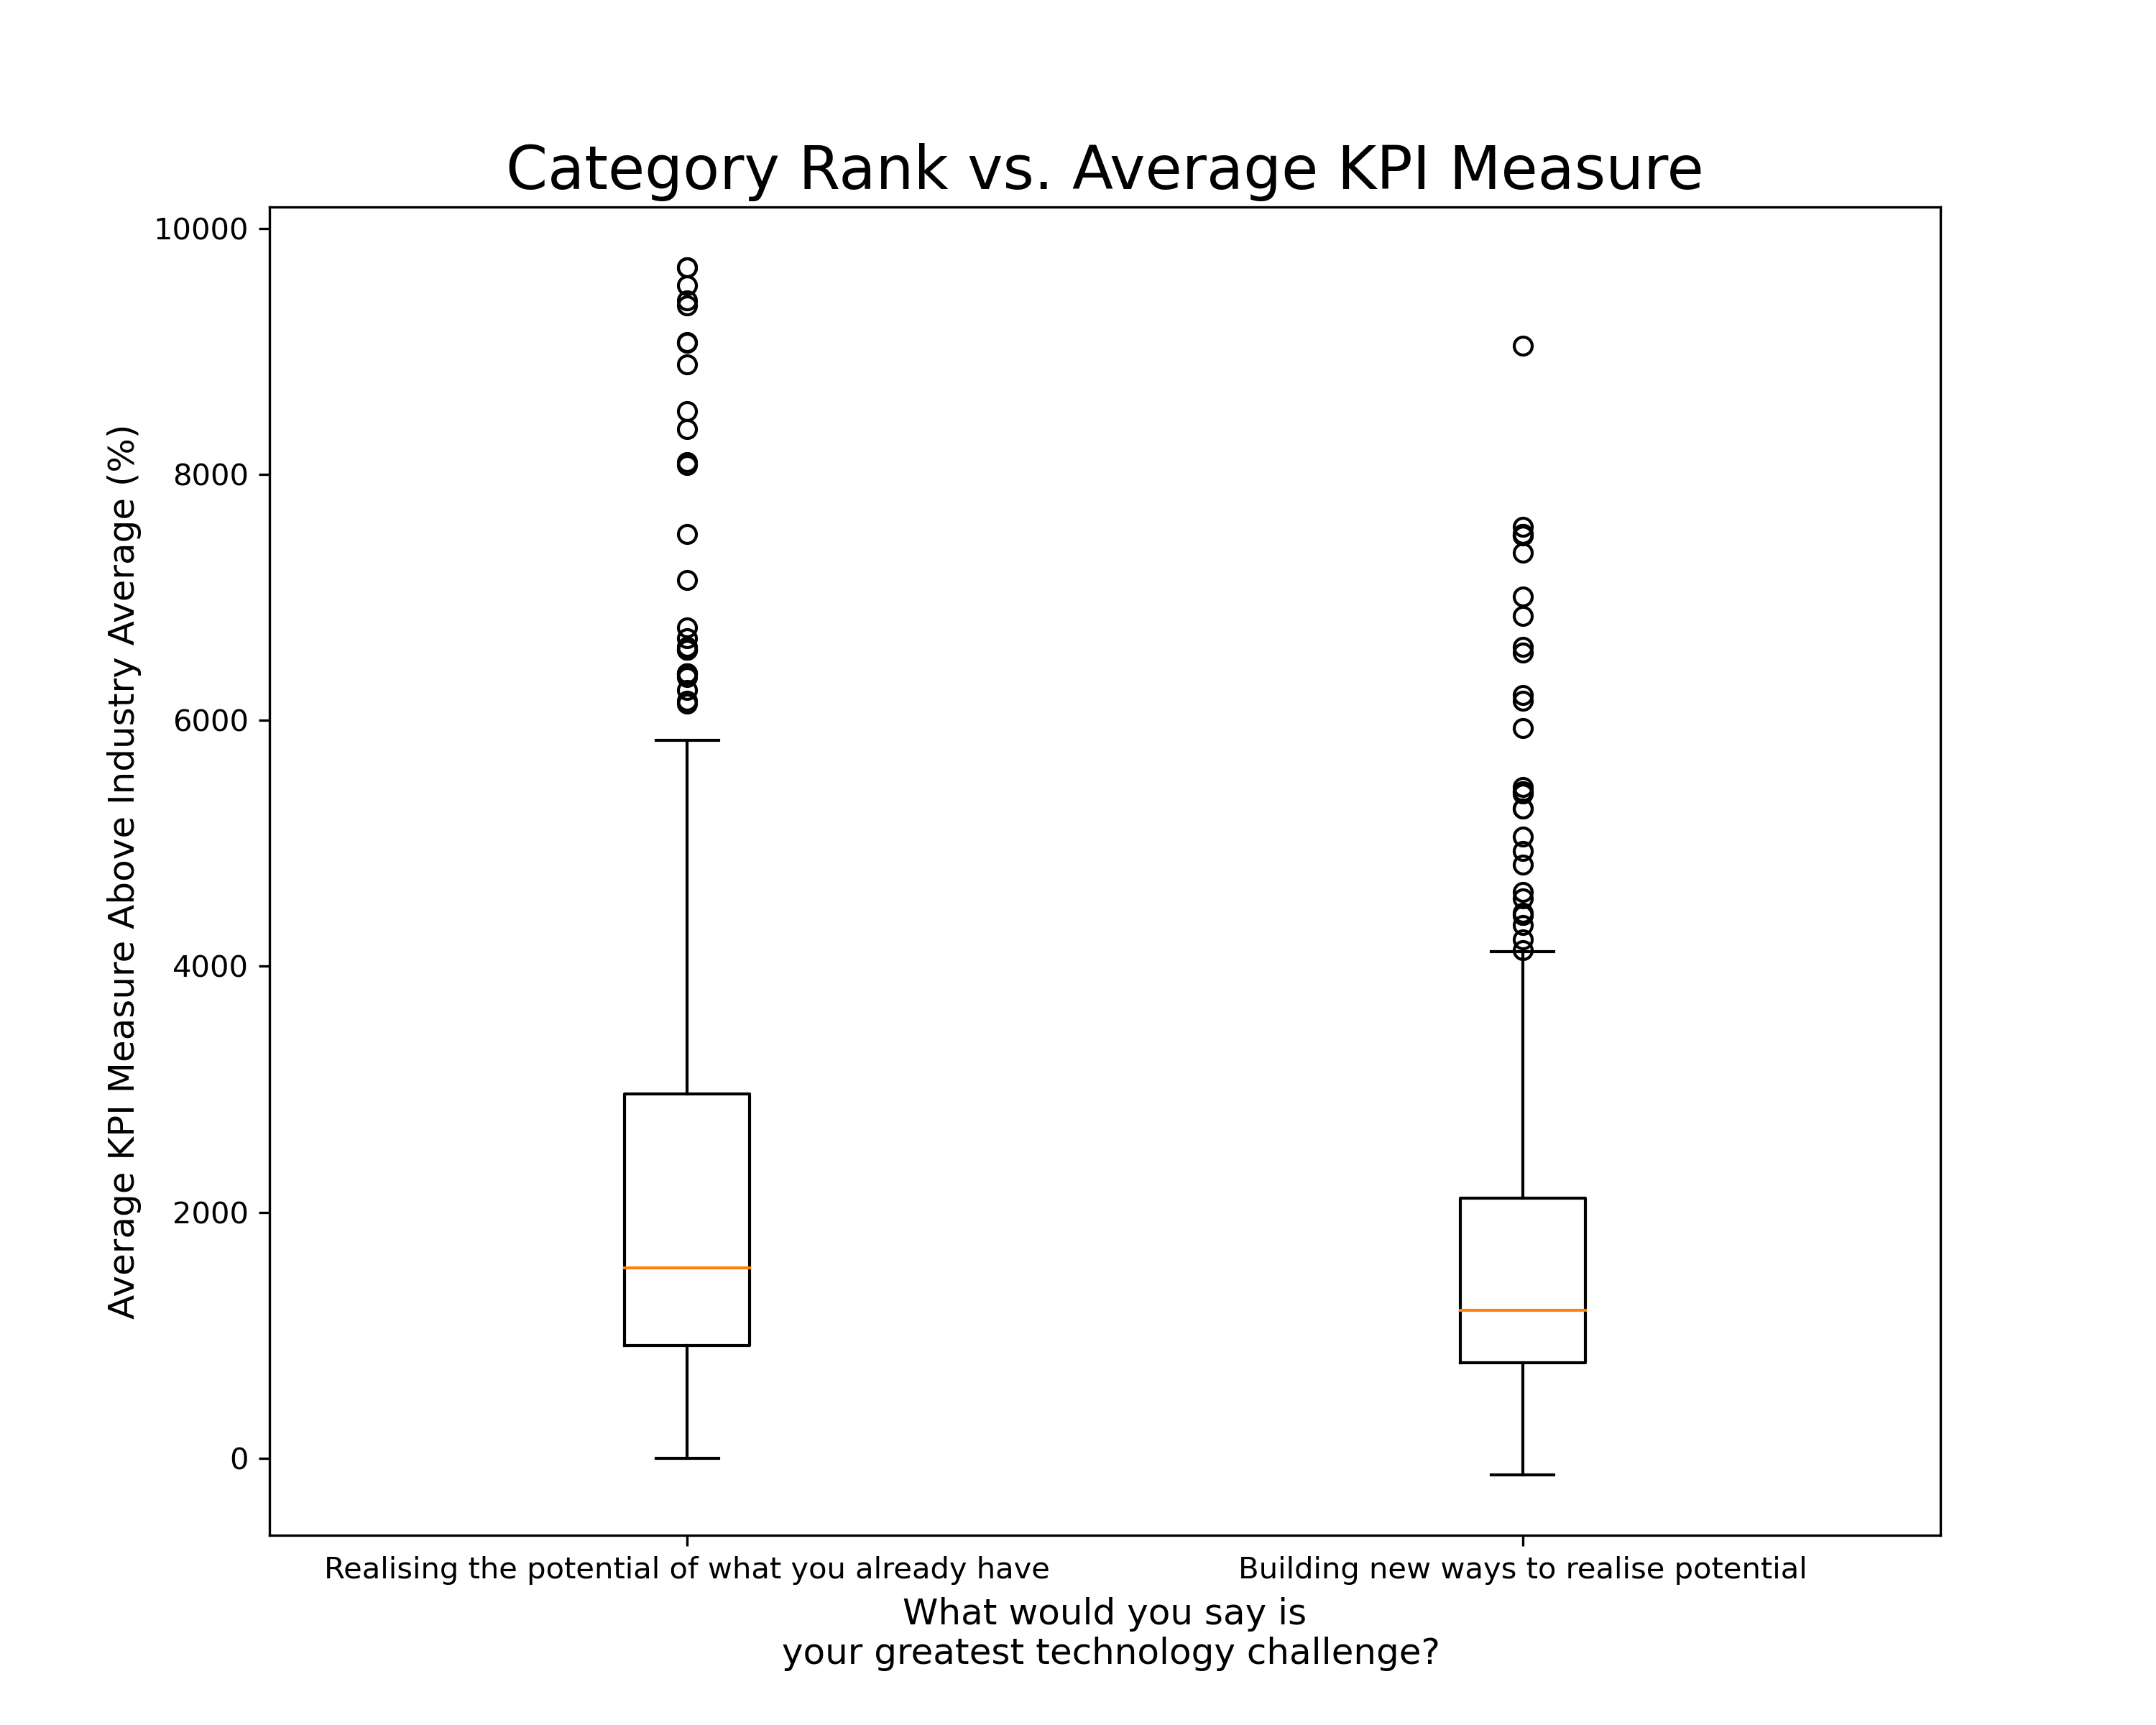 Category Rank vs. Average KPI Measure
Average KPI Measure Above Industry Average (%)
10000
8000
6000
4000
2000
0
Realising the potential of what you already have
Building new ways to realise potential
What would you say is
your greatest technology challenge?